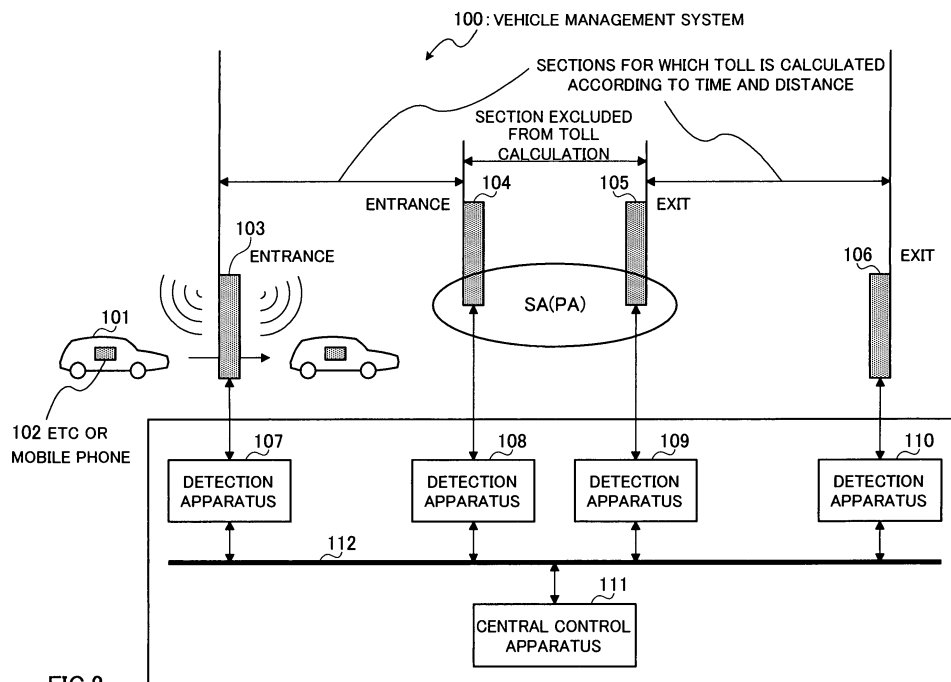 100: VEHICLE MANAGEMENT SYSTEM
SECTIONS FOR WHICH TOLL IS CALCULATED
ACCORDING TO TIME AND DISTANCE
SECTION EXCLUDED
FROM TOLL
CALCULATION
104
105
ENTRANCE
EXIT
103
ENTRANCE
106
EXIT
SA(PA)
101
102 ETC OR
MOBILE PHONE
107
DETECTION
APPARATUS
108
DETECTION
APPARATUS
109
DETECTION
APPARATUS
110
DETECTION
APPARATUS
112
111
CENTRAL CONTROL
APPARATUS